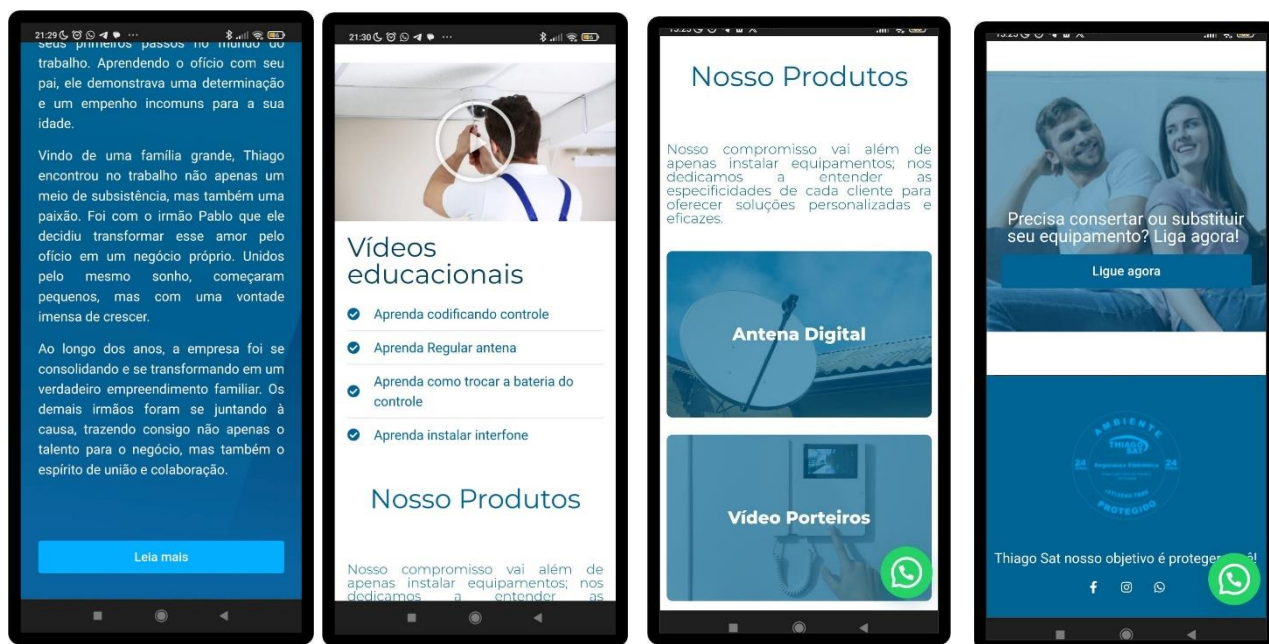 21:29
seus primeiros passos no mundo do
trabalho. Aprendendo o ofício com seu
pai, ele demonstrava uma determinação
e um empenho incomuns para a sua
idade.
Vindo de uma família grande, Thiago
encontrou no trabalho não apenas um
meio de subsistência, mas também uma
paixão. Foi com o irmão Pablo que ele
decidiu transformar esse amor pelo
ofício em um negócio próprio. Unidos
pelo mesmo sonho, começaram
pequenos, mas com uma vontade
imensa de crescer.
Ao longo dos anos, a empresa foi se
consolidando e se transformando em um
verdadeiro empreendimento familiar. Os
demais irmãos foram se juntando à
causa, trazendo consigo não apenas o
talento para o negócio, mas também o
espírito de união e colaboração.
Leia mais
21:30
Vídeos
educacionais
Aprenda codificando controle
Aprenda Regular antena
Aprenda como trocar a bateria do
controle
Aprenda instalar interfone
Nosso Produtos
Nosso compromisso vai além de
apenas instalar equipamentos; nos
dedicamos a entender as
Nosso Produtos
Nosso compromisso vai além de
apenas instalar equipamentos; nos
dedicamos a entender as
especificidades de cada cliente para
oferecer soluções personalizadas e
eficazes.
Antena Digital
Vídeo Porteiros
Precisa consertar ou substituir
seu equipamento? Liga agora!
Ligue agora
AMBIENTE
THIAGO
SAT
24
Segurança Eletrônica
24
PROTEGIDO
Thiago Sat nosso objetivo é proteger